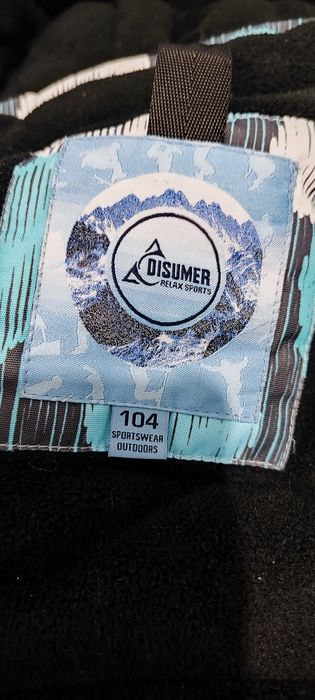 DISUMER
RELAX SPORTS
104
SPORTSWEAR
OUTDOORS